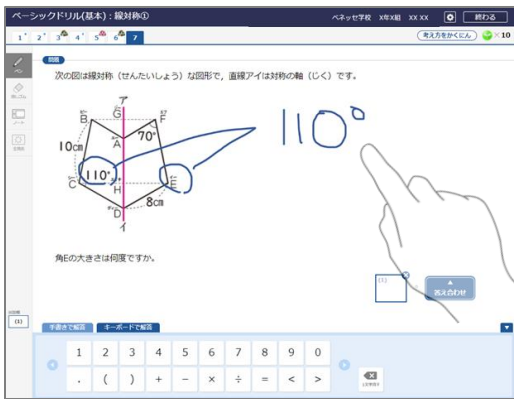 ベーシックドリル(基本)：線対称①
ベネッセ学校 X年X組 XX XX
終わる
1 2 3 4 5 6 7
考え方をかくにん
×10
ペン
問題
次の図は線対称（せんたいしょう）な図形で，直線アイは対称の軸（じく）です。
ア
G
B
F
A
70°
10cm
110°
C
H
E
D
8cm
イ
110°
角Eの大きさは何度ですか。
(1)
答え合わせ
(1)
手書きで解答
キーボードで解答
1 2 3 4 5 6 7 8 9 0
. ( ) + − × ÷ = < >